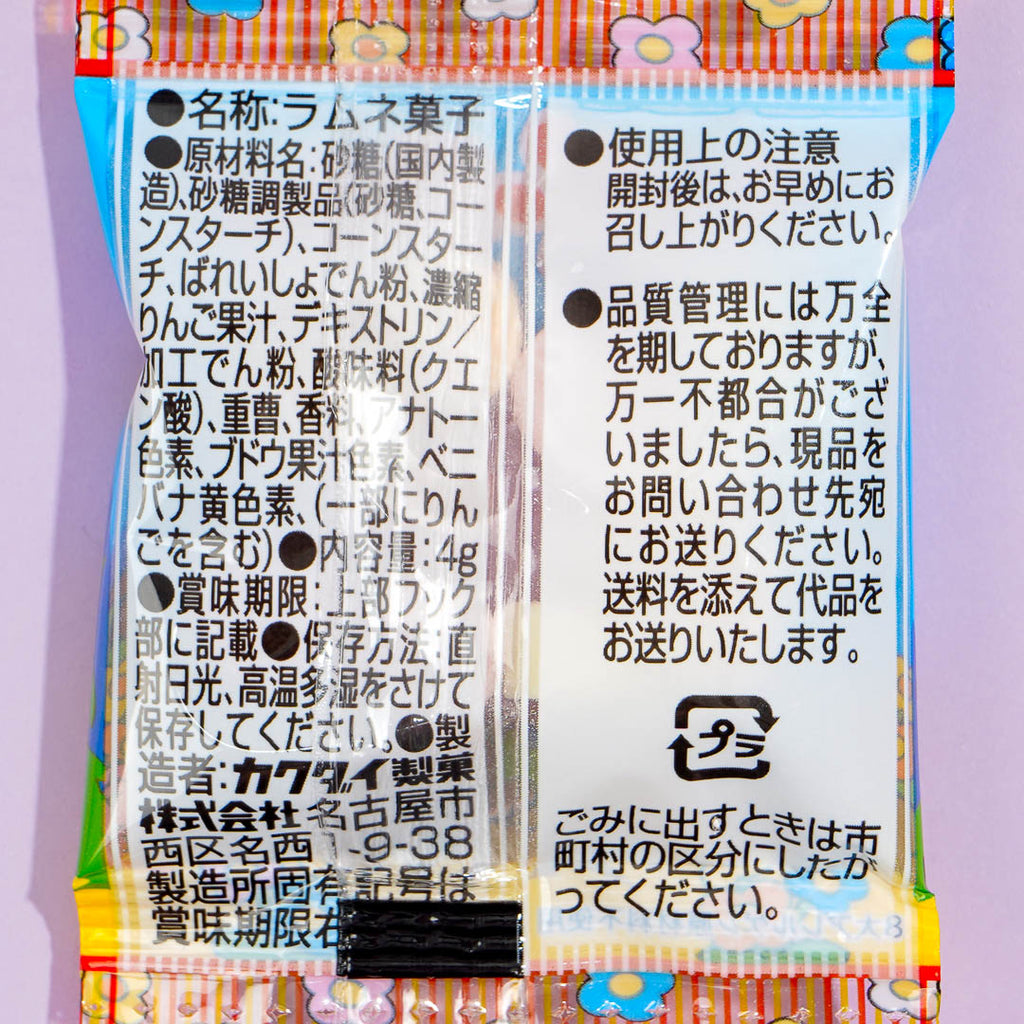 ●名称:ラムネ菓子
●原材料名:砂糖(国内製
造)、砂糖調製品(砂糖、コー
ンスターチ)、コーンスター
チ、ばれいしょでん粉、濃縮
りんご果汁、デキストリン/
加工でん粉、酸味料(クエ
ン酸)、重曹、香料、アナトー
色素、ブドウ果汁色素、ベニ
バナ黄色素、(一部にりん
ごを含む)●内容量:4g
●賞味期限:上部フック
部に記載●保存方法:直
射日光、高温多湿をさけて
保存してください。●製
造者:カクダイ製菓
株式会社 名古屋市
西区名西1-9-38
製造所固有記号は
賞味期限右
●使用上の注意
開封後は、お早めにお
召し上がりください。
●品質管理には万全
を期しておりますが、
万一不都合がござ
いましたら、現品を
お問い合わせ先宛
にお送りください。
送料を添えて代品を
お送りいたします。
プラ
ごみに出すときは市
町村の区分にしたが
ってください。